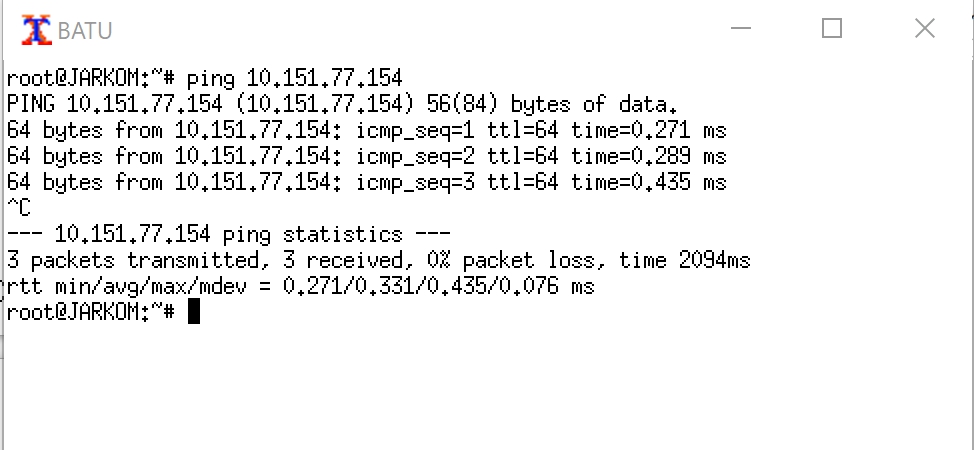 BATU
root@JARKOM:~# ping 10.151.77.154
PING 10.151.77.154 (10.151.77.154) 56(84) bytes of data.
64 bytes from 10.151.77.154: icmp_seq=1 ttl=64 time=0.271 ms
64 bytes from 10.151.77.154: icmp_seq=2 ttl=64 time=0.289 ms
64 bytes from 10.151.77.154: icmp_seq=3 ttl=64 time=0.435 ms
^C
--- 10.151.77.154 ping statistics ---
3 packets transmitted, 3 received, 0% packet loss, time 2094ms
rtt min/avg/max/mdev = 0.271/0.331/0.435/0.076 ms
root@JARKOM:~#